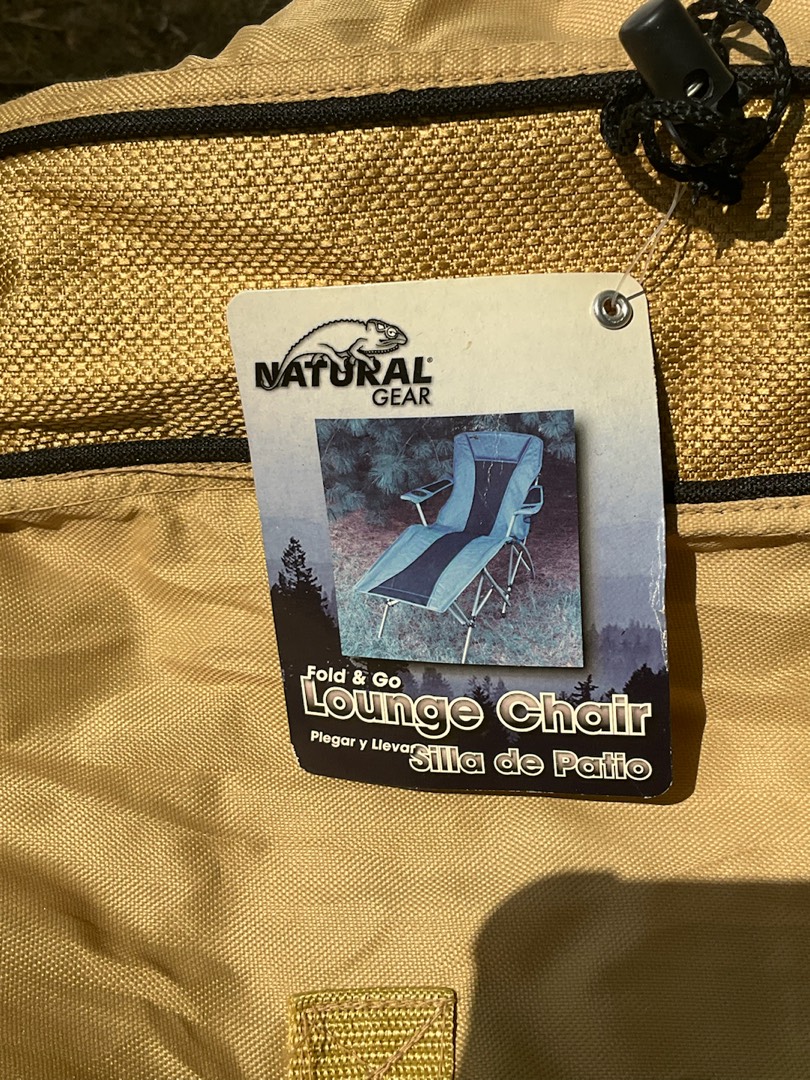 NATURAL®
GEAR
Fold & Go
Lounge Chair
Plegar y Llevar
Silla de Patio